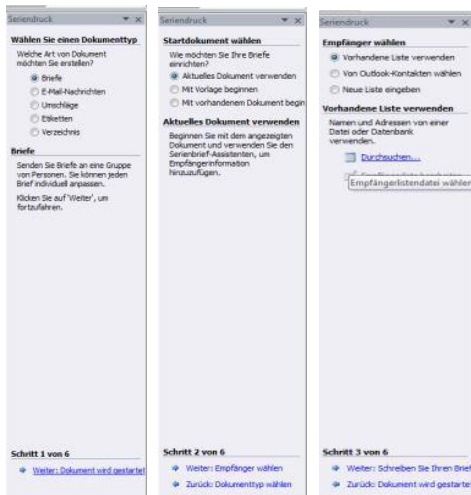 Seriendruck
Wählen Sie einen Dokumenttyp
Welche Art von Dokument
möchten Sie erstellen?
Briefe
E-Mail-Nachrichten
Umschläge
Etiketten
Verzeichnis
Briefe
Senden Sie Briefe an eine Gruppe
von Personen. Sie können jeden
Brief individuell anpassen.
Klicken Sie auf 'Weiter', um
fortzufahren.
Schritt 1 von 6
Weiter: Dokument wird gestartet
Seriendruck
Startdokument wählen
Wie möchten Sie Ihre Briefe
einrichten?
Aktuelles Dokument verwenden
Mit Vorlage beginnen
Mit vorhandenem Dokument begin
Aktuelles Dokument verwenden
Beginnen Sie mit dem angezeigten
Dokument und verwenden Sie den
Serienbrief-Assistenten, um
Empfängerinformation
hinzuzufügen.
Schritt 2 von 6
Weiter: Empfänger wählen
Zurück: Dokumenttyp wählen
Seriendruck
Empfänger wählen
Vorhandene Liste verwenden
Von Outlook-Kontakten wählen
Neue Liste eingeben
Vorhandene Liste verwenden
Namen und Adressen von einer
Datei oder Datenbank
verwenden.
Durchsuchen...
Empfängerlistendatei wählen
Schritt 3 von 6
Weiter: Schreiben Sie Ihren Brief
Zurück: Dokument wird gestarte